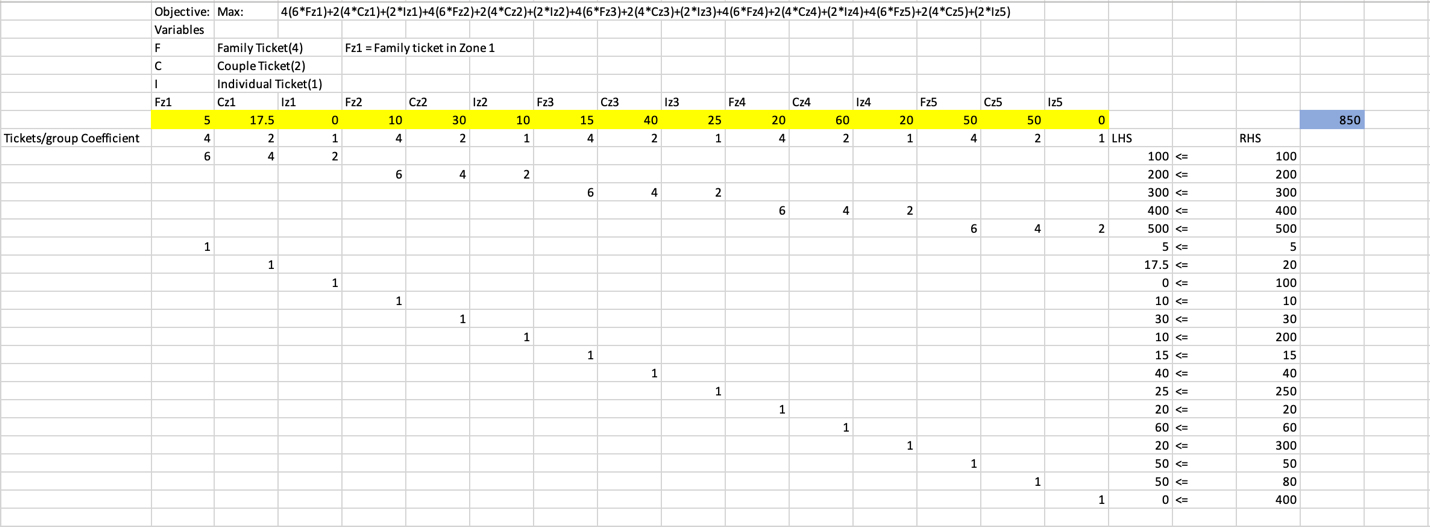 Objective: Max: 4(6*Fz1)+2(4*Cz1)+(2*Iz1)+4(6*Fz2)+2(4*Cz2)+(2*Iz2)+4(6*Fz3)+2(4*Cz3)+(2*Iz3)+4(6*Fz4)+2(4*Cz4)+(2*Iz4)+4(6*Fz5)+2(4*Cz5)+(2*Iz5)
Variables
F Family Ticket(4) Fz1 = Family ticket in Zone 1
C Couple Ticket(2)
I Individual Ticket(1)
Fz1 Cz1 Iz1 Fz2 Cz2 Iz2 Fz3 Cz3 Iz3 Fz4 Cz4 Iz4 Fz5 Cz5 Iz5
5 17.5 0 10 30 10 15 40 25 20 60 20 50 50 0 850
Tickets/group Coefficient 4 2 1 4 2 1 4 2 1 4 2 1 4 2 1 LHS RHS
6 4 2 100 <= 100
6 4 2 200 <= 200
6 4 2 300 <= 300
6 4 2 400 <= 400
6 4 2 500 <= 500
1 5 <= 5
1 17.5 <= 20
1 0 <= 100
1 10 <= 10
1 30 <= 30
1 10 <= 200
1 15 <= 15
1 40 <= 40
1 25 <= 250
1 20 <= 20
1 60 <= 60
1 20 <= 300
1 50 <= 50
1 50 <= 80
1 0 <= 400